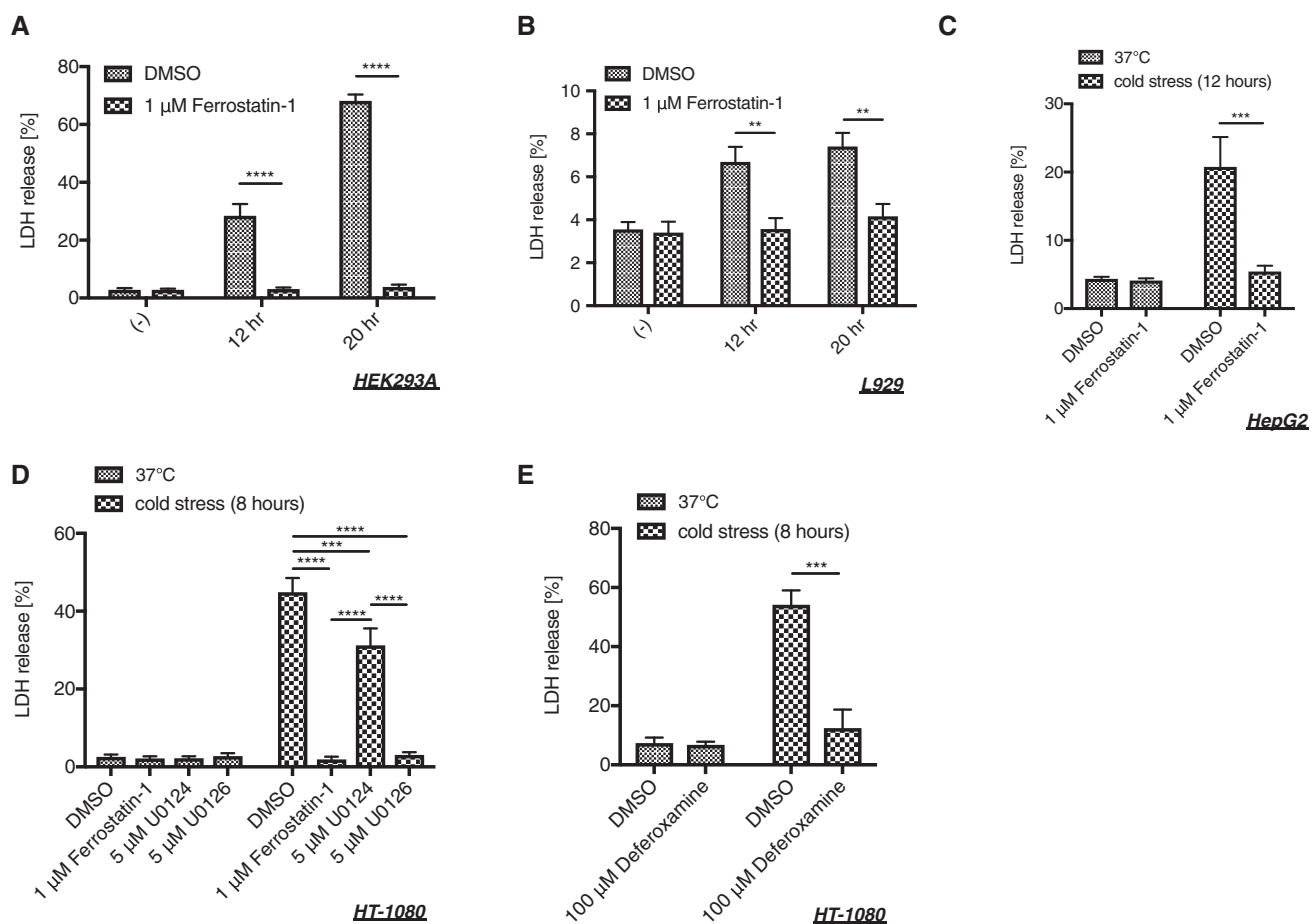 A
DMSO
1 µM Ferrostatin-1
LDH release [%]
80
60
40
20
0
****
****
(-)
12 hr
20 hr
HEK293A
B
DMSO
1 µM Ferrostatin-1
LDH release [%]
10
8
6
4
2
0
**
**
(-)
12 hr
20 hr
L929
C
37°C
cold stress (12 hours)
LDH release [%]
30
20
10
0
***
DMSO
1 µM Ferrostatin-1
DMSO
1 µM Ferrostatin-1
HepG2
D
37°C
cold stress (8 hours)
LDH release [%]
60
40
20
0
****
***
****
****
****
DMSO
1 µM Ferrostatin-1
5 µM U0124
5 µM U0126
DMSO
1 µM Ferrostatin-1
5 µM U0124
5 µM U0126
HT-1080
E
37°C
cold stress (8 hours)
LDH release [%]
80
60
40
20
0
***
DMSO
100 µM Deferoxamine
DMSO
100 µM Deferoxamine
HT-1080